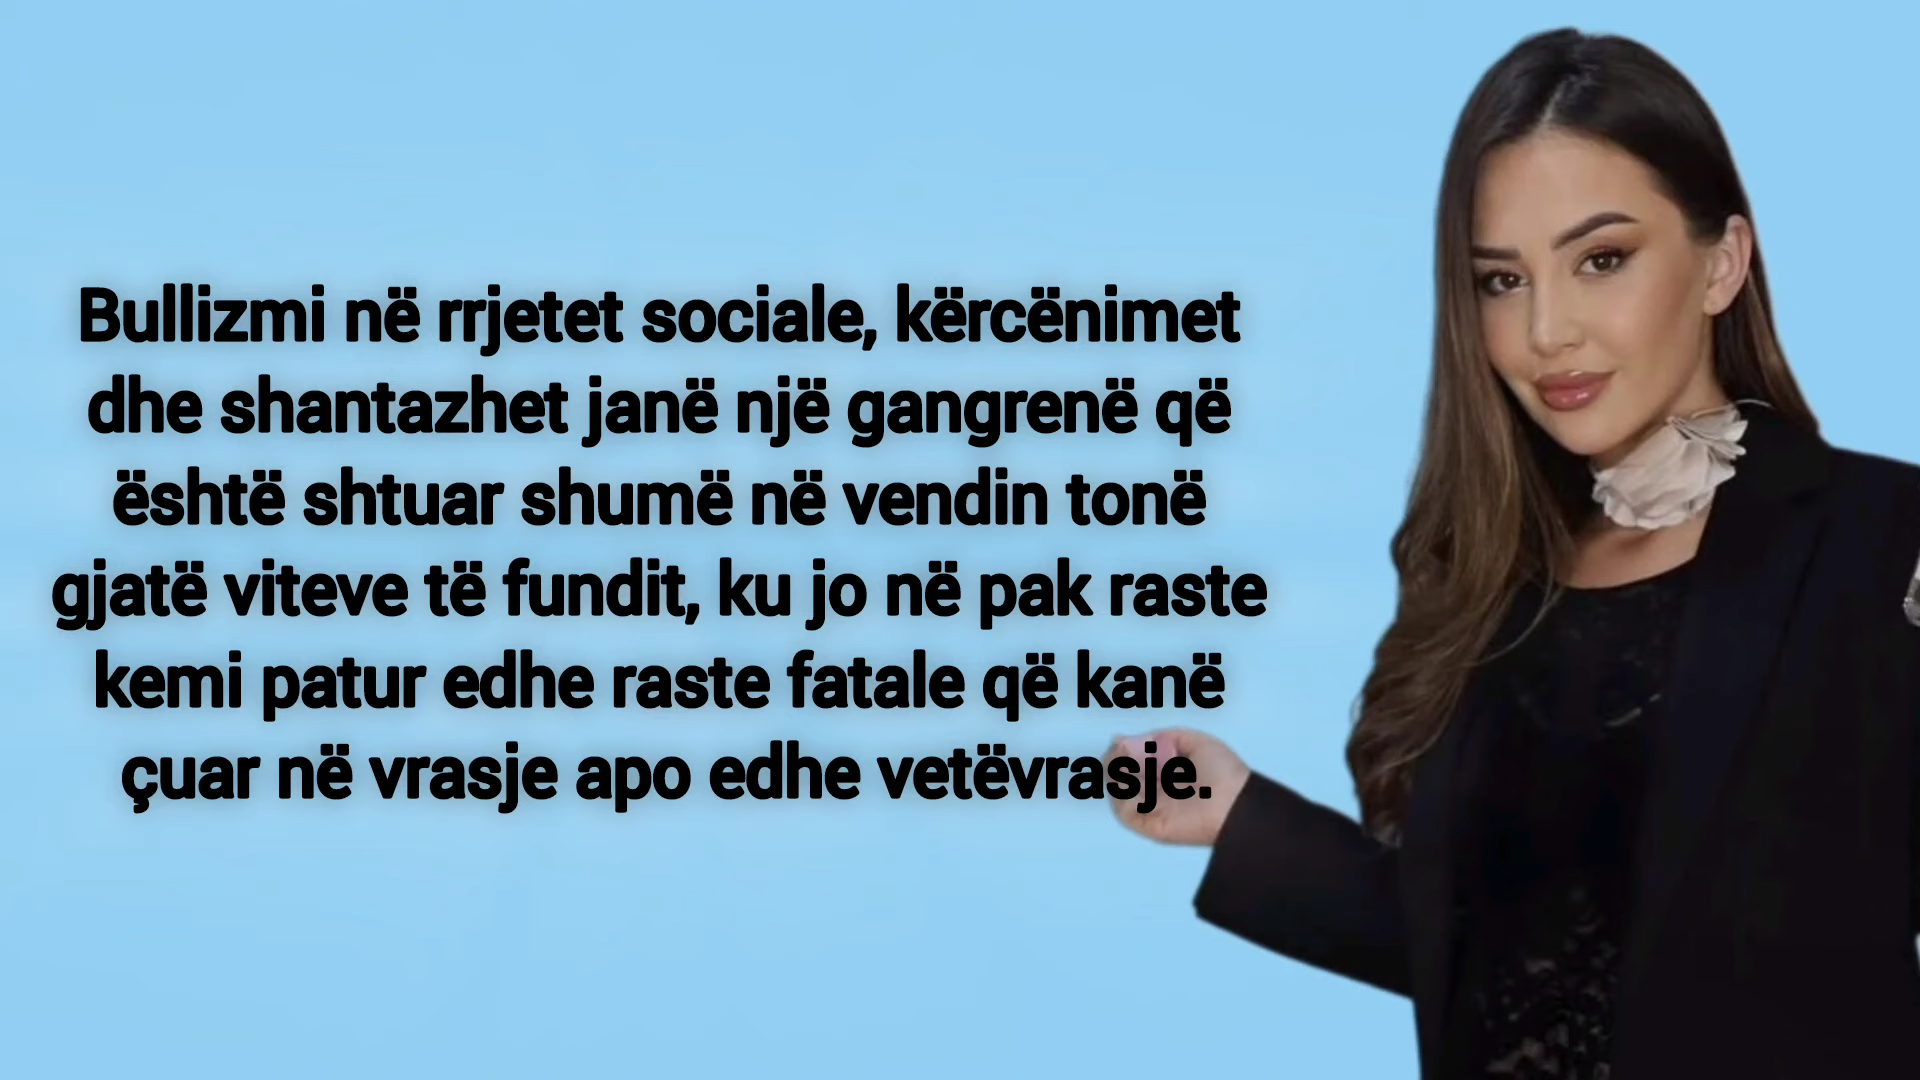 Bullizmi në rrjetet sociale, kërcënimet
dhe shantazhet janë një gangrenë që
është shtuar shumë në vendin tonë
gjatë viteve të fundit, ku jo në pak raste
kemi patur edhe raste fatale që kanë
çuar në vrasje apo edhe vetëvrasje.